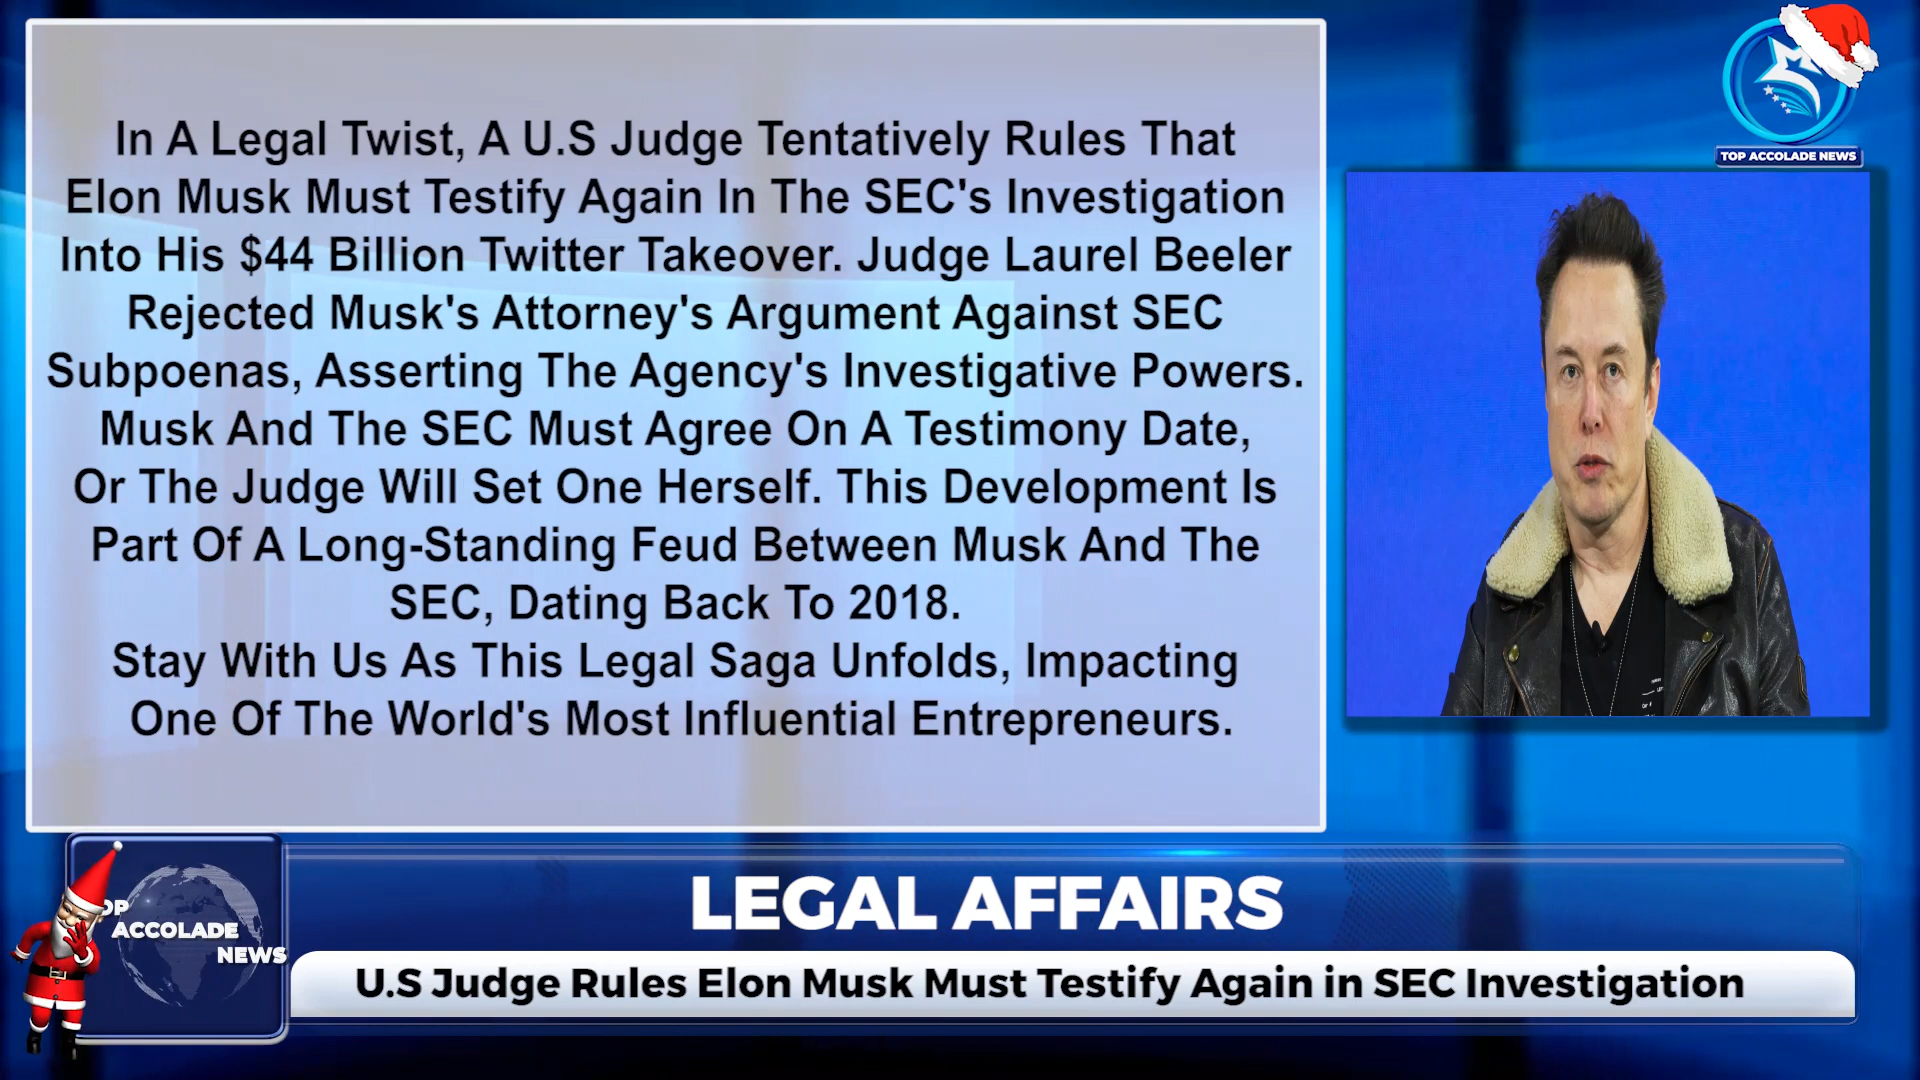 In A Legal Twist, A U.S Judge Tentatively Rules That
Elon Musk Must Testify Again In The SEC's Investigation
Into His $44 Billion Twitter Takeover. Judge Laurel Beeler
Rejected Musk's Attorney's Argument Against SEC
Subpoenas, Asserting The Agency's Investigative Powers.
Musk And The SEC Must Agree On A Testimony Date,
Or The Judge Will Set One Herself. This Development Is
Part Of A Long-Standing Feud Between Musk And The
SEC, Dating Back To 2018.
Stay With Us As This Legal Saga Unfolds, Impacting
One Of The World's Most Influential Entrepreneurs.
TOP ACCOLADE NEWS
ACCOLADE
NEWS
LEGAL AFFAIRS
U.S Judge Rules Elon Musk Must Testify Again in SEC Investigation